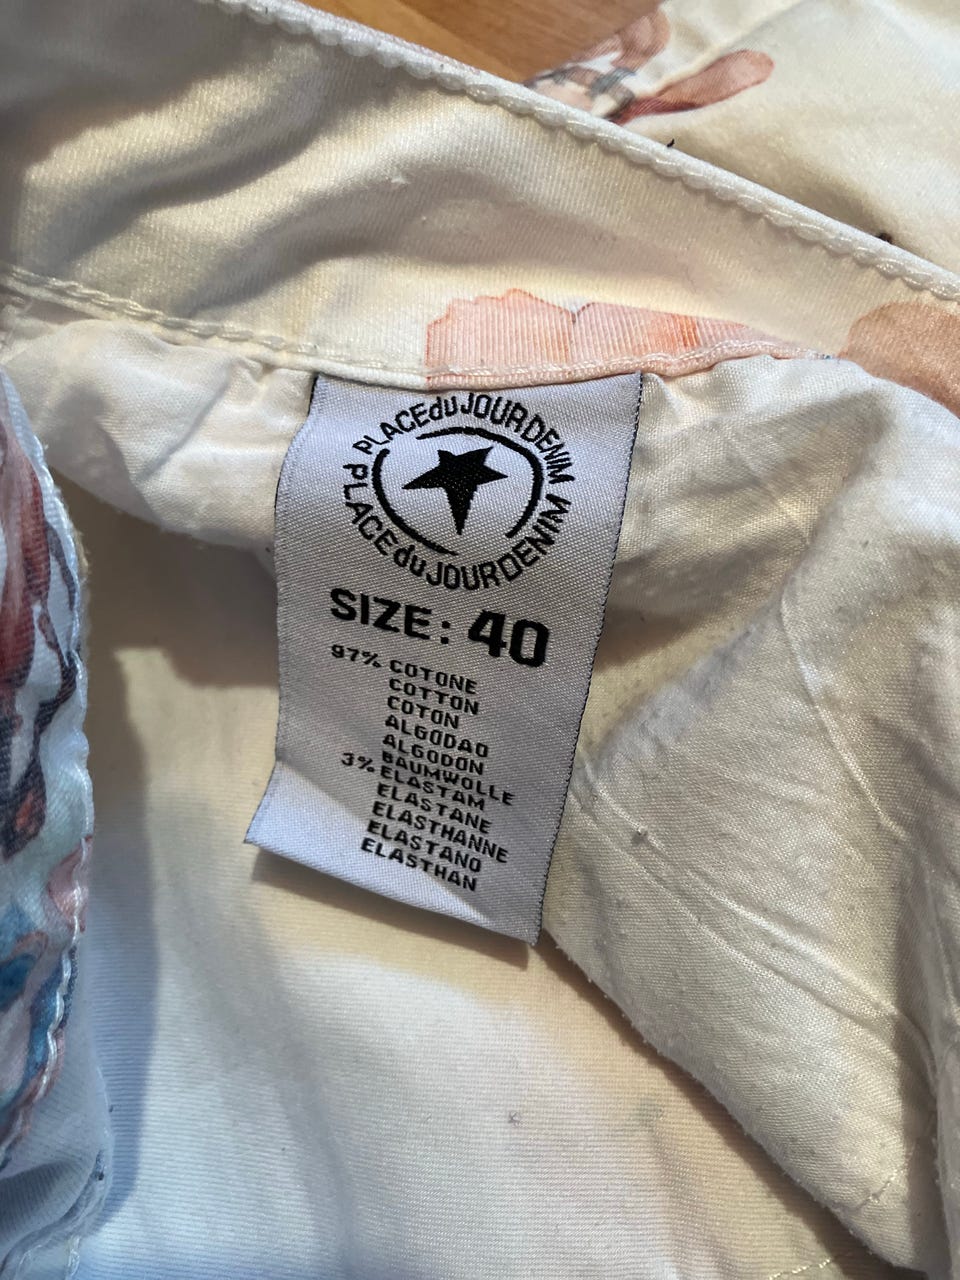 PLACEduJOURDENIM
PLACEduJOURDENIM
SIZE: 40
97% COTONE
COTTON
COTON
ALGODAO
ALGODON
BAUMWOLLE
3% ELASTAM
ELASTANE
ELASTHANNE
ELASTANO
ELASTHAN